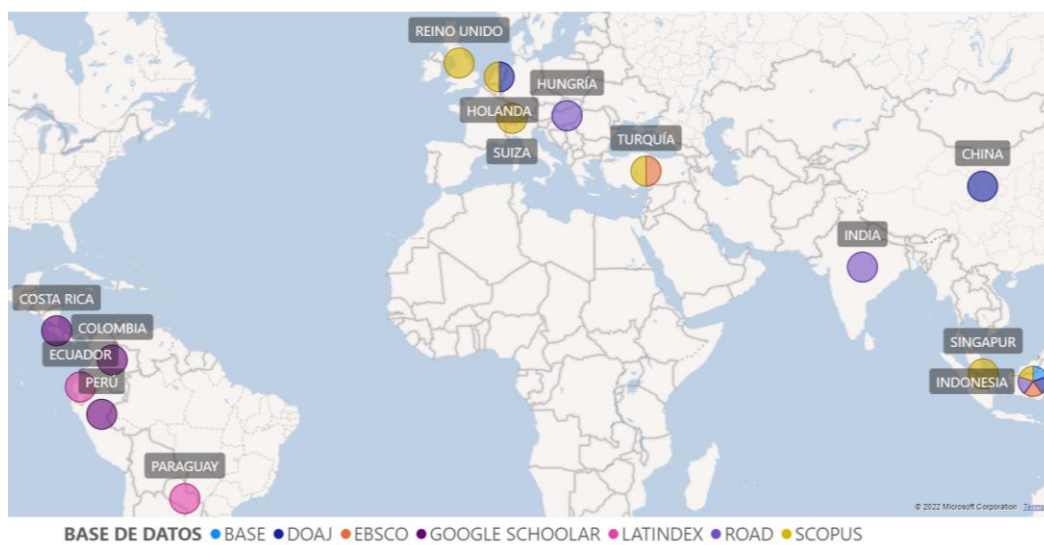 REINO UNIDO
HUNGRÍA
HOLANDA
TURQUÍA
SUIZA
CHINA
INDIA
COSTA RICA
COLOMBIA
ECUADOR
PERÚ
SINGAPUR
INDONESIA
PARAGUAY
© 2022 Microsoft Corporation Terms
BASE DE DATOS BASE DOAJ EBSCO GOOGLE SCHOOLAR LATINDEX ROAD SCOPUS